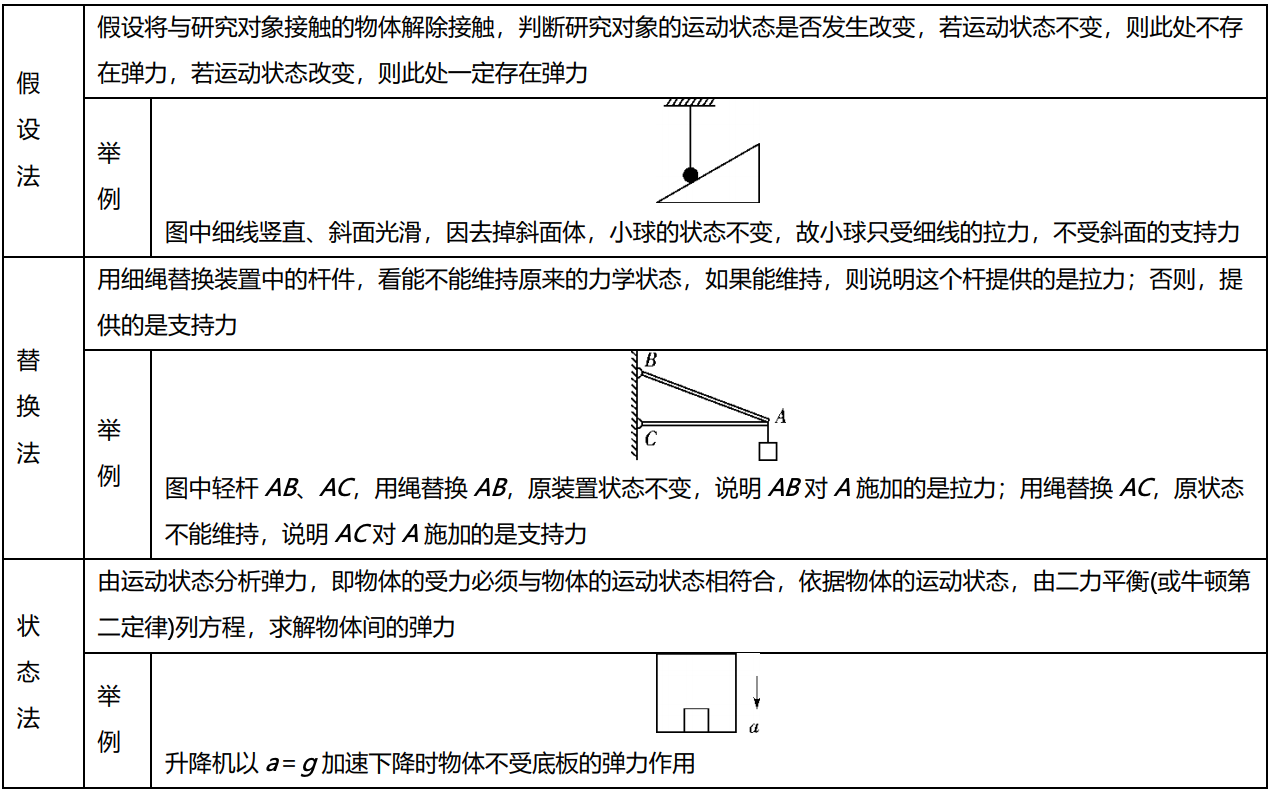 假设法
假设将与研究对象接触的物体解除接触，判断研究对象的运动状态是否发生改变，若运动状态不变，则此处不存
在弹力，若运动状态改变，则此处一定存在弹力
举例
图中细线竖直、斜面光滑，因去掉斜面体，小球的状态不变，故小球只受细线的拉力，不受斜面的支持力
替换法
用细绳替换装置中的杆件，看能不能维持原来的力学状态，如果能维持，则说明这个杆提供的是拉力；否则，提
供的是支持力
举例
B
A
C
图中轻杆 AB、AC，用绳替换 AB，原装置状态不变，说明 AB 对 A 施加的是拉力；用绳替换 AC，原状态
不能维持，说明 AC 对 A 施加的是支持力
状态法
由运动状态分析弹力，即物体的受力必须与物体的运动状态相符合，依据物体的运动状态，由二力平衡(或牛顿第
二定律)列方程，求解物体间的弹力
举例
a
升降机以 a＝g 加速下降时物体不受底板的弹力作用